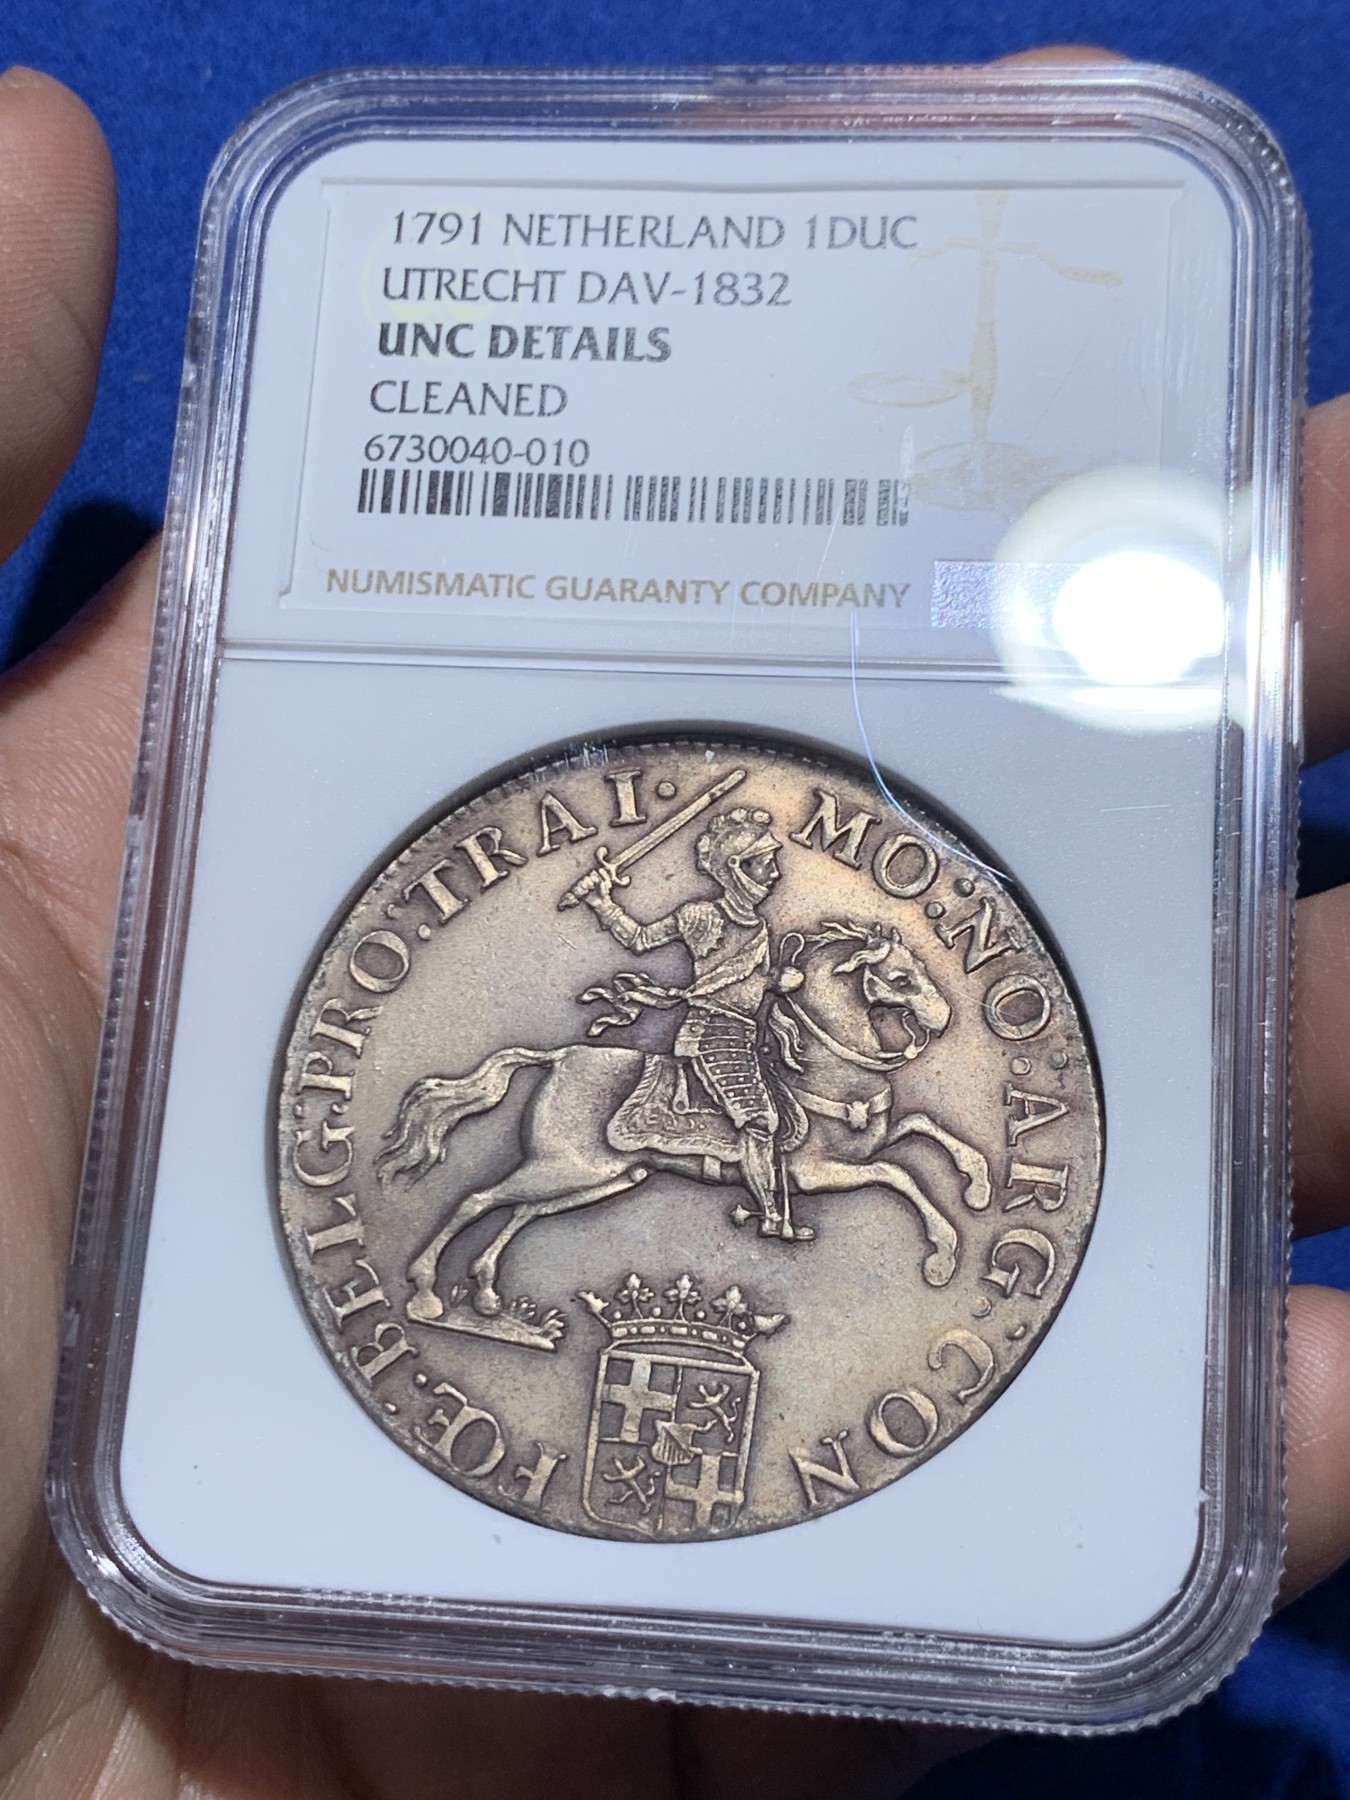 1791 NETHERLAND 1DUC
UTRECHT DAV-1832
UNC DETAILS
CLEANED
6730040-010
NUMISMATIC GUARANTY COMPANY
MO:NO:ARG:CON
FŒ:BELG:PRO:TRAI·